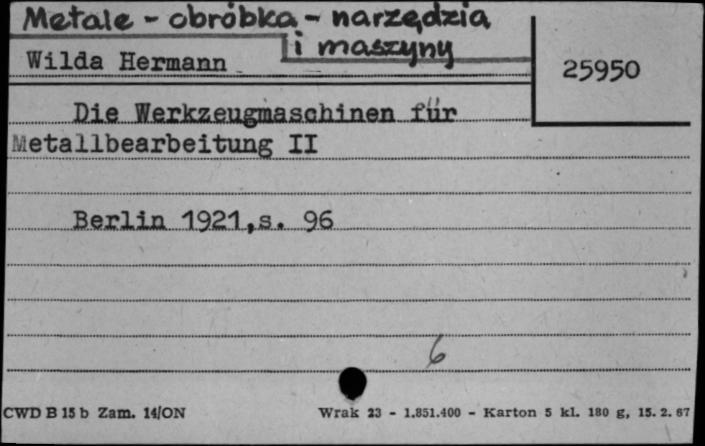 Metale - obróbka - narzędzia
i maszyny
Wilda Hermann
25950
Die Werkzeugmaschinen für
Metallbearbeitung II
Berlin 1921,s. 96
6
CWD B 15 b Zam. 14/ON
Wrak 23 - 1.851.400 - Karton 5 kl. 180 g, 15. 2. 67